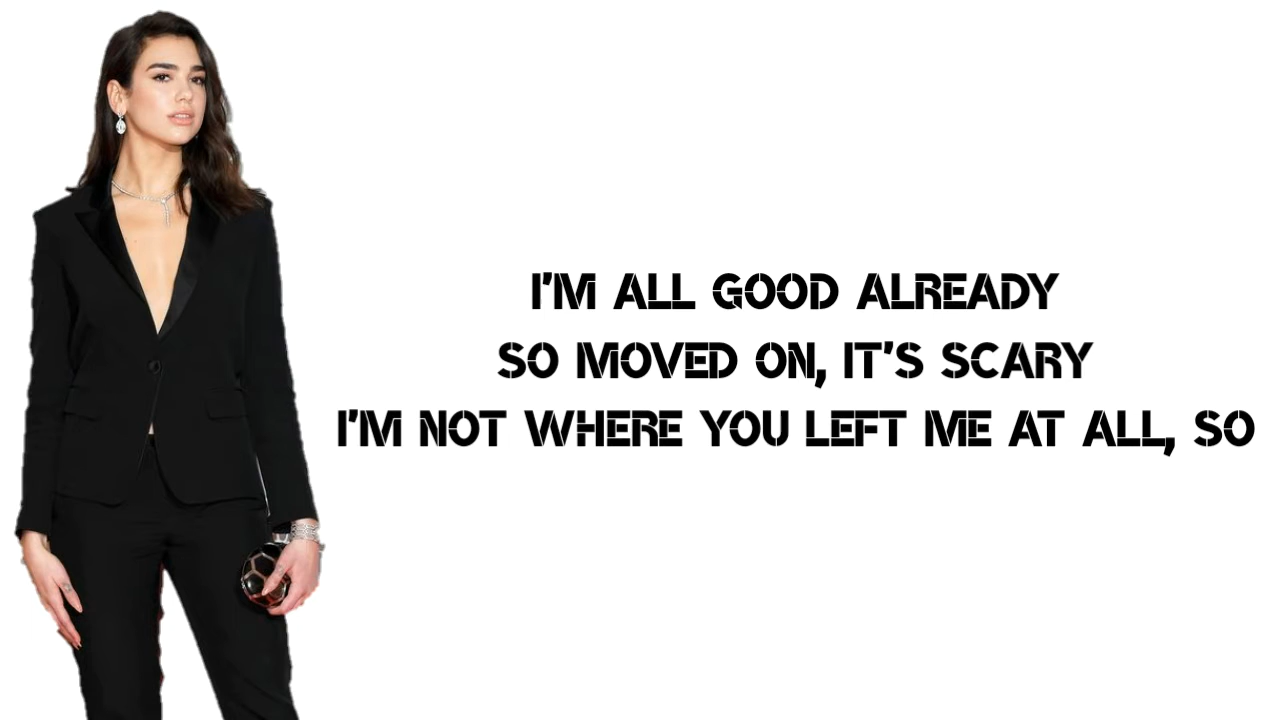 I'M ALL GOOD ALREADY
SO MOVED ON, IT'S SCARY
I'M NOT WHERE YOU LEFT ME AT ALL, SO